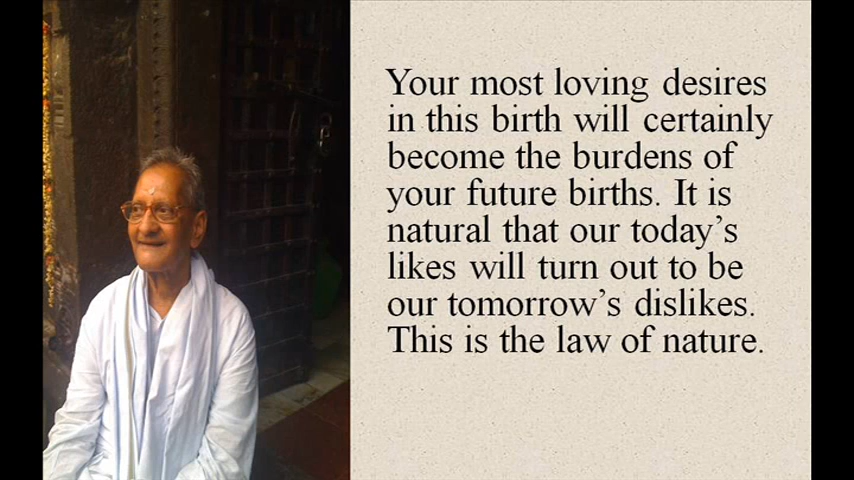 Your most loving desires
in this birth will certainly
become the burdens of
your future births. It is
natural that our today’s
likes will turn out to be
our tomorrow’s dislikes.
This is the law of nature.